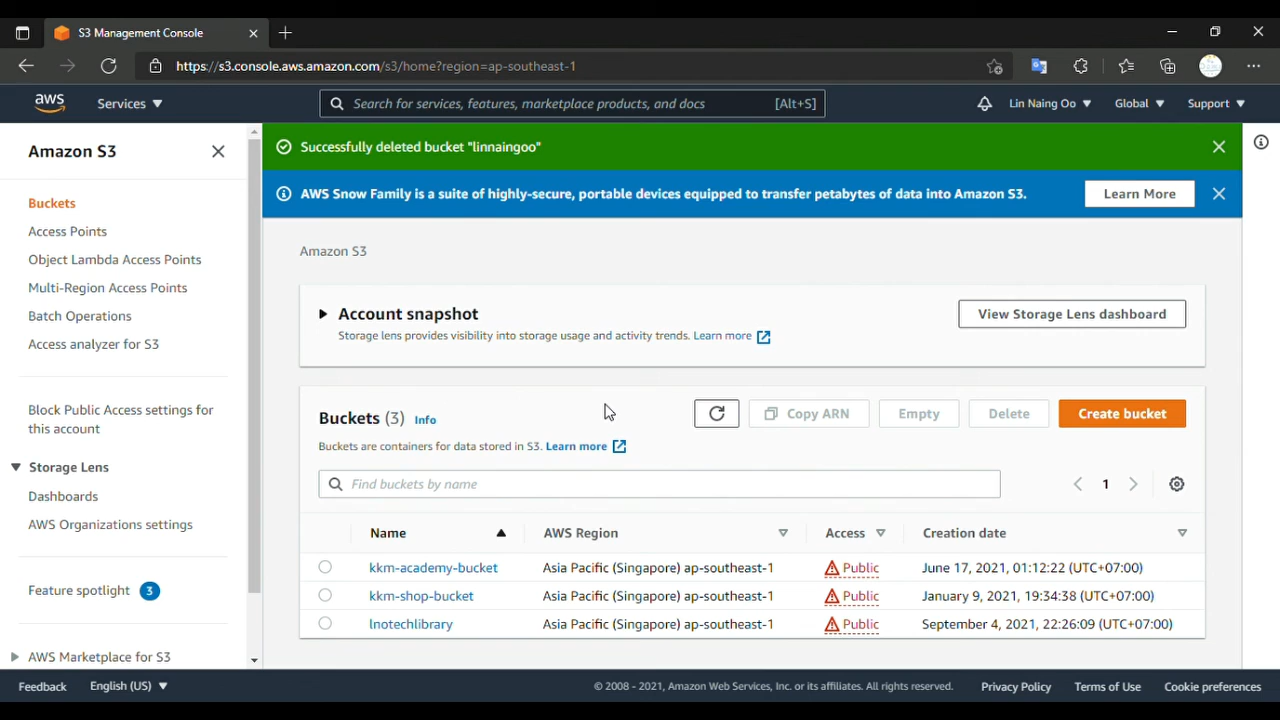 S3 Management Console
https://s3.console.aws.amazon.com/s3/home?region=ap-southeast-1
aws
Services
Search for services, features, marketplace products, and docs [Alt+S]
Lin Naing Oo
Global
Support
Amazon S3
Buckets
Access Points
Object Lambda Access Points
Multi-Region Access Points
Batch Operations
Access analyzer for S3
Block Public Access settings for
this account
Storage Lens
Dashboards
AWS Organizations settings
Feature spotlight 3
AWS Marketplace for S3
Successfully deleted bucket "linnaingoo"
AWS Snow Family is a suite of highly-secure, portable devices equipped to transfer petabytes of data into Amazon S3.
Learn More
Amazon S3
Account snapshot
Storage lens provides visibility into storage usage and activity trends. Learn more
View Storage Lens dashboard
Buckets (3) Info
Copy ARN
Empty
Delete
Create bucket
Buckets are containers for data stored in S3. Learn more
Find buckets by name
1
Name AWS Region Access Creation date
kkm-academy-bucket Asia Pacific (Singapore) ap-southeast-1 Public June 17, 2021, 01:12:22 (UTC+07:00)
kkm-shop-bucket Asia Pacific (Singapore) ap-southeast-1 Public January 9, 2021, 19:34:38 (UTC+07:00)
lnotechlibrary Asia Pacific (Singapore) ap-southeast-1 Public September 4, 2021, 22:26:09 (UTC+07:00)
Feedback
English (US)
© 2008 - 2021, Amazon Web Services, Inc. or its affiliates. All rights reserved.
Privacy Policy
Terms of Use
Cookie preferences